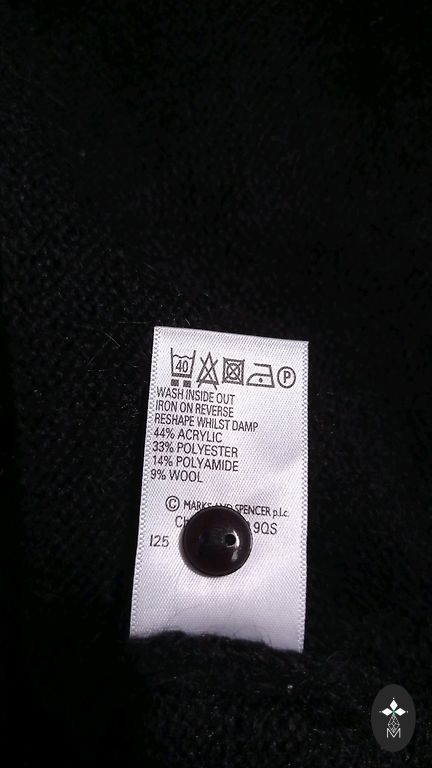 40 P
WASH INSIDE OUT
IRON ON REVERSE
RESHAPE WHILST DAMP
44% ACRYLIC
33% POLYESTER
14% POLYAMIDE
9% WOOL
© MARKS AND SPENCER p.l.c.
9QS
125
M